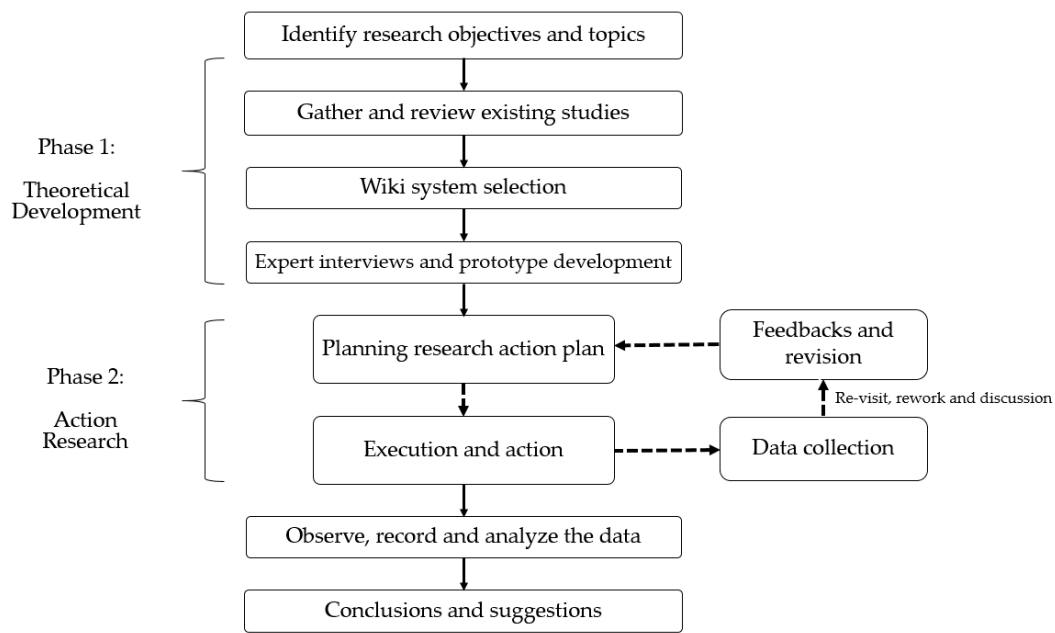 Identify research objectives and topics
Phase 1:
Theoretical
Development
Gather and review existing studies
Wiki system selection
Expert interviews and prototype development
Phase 2:
Action
Research
Planning research action plan
Feedbacks and
revision
Re-visit, rework and discussion
Execution and action
Data collection
Observe, record and analyze the data
Conclusions and suggestions